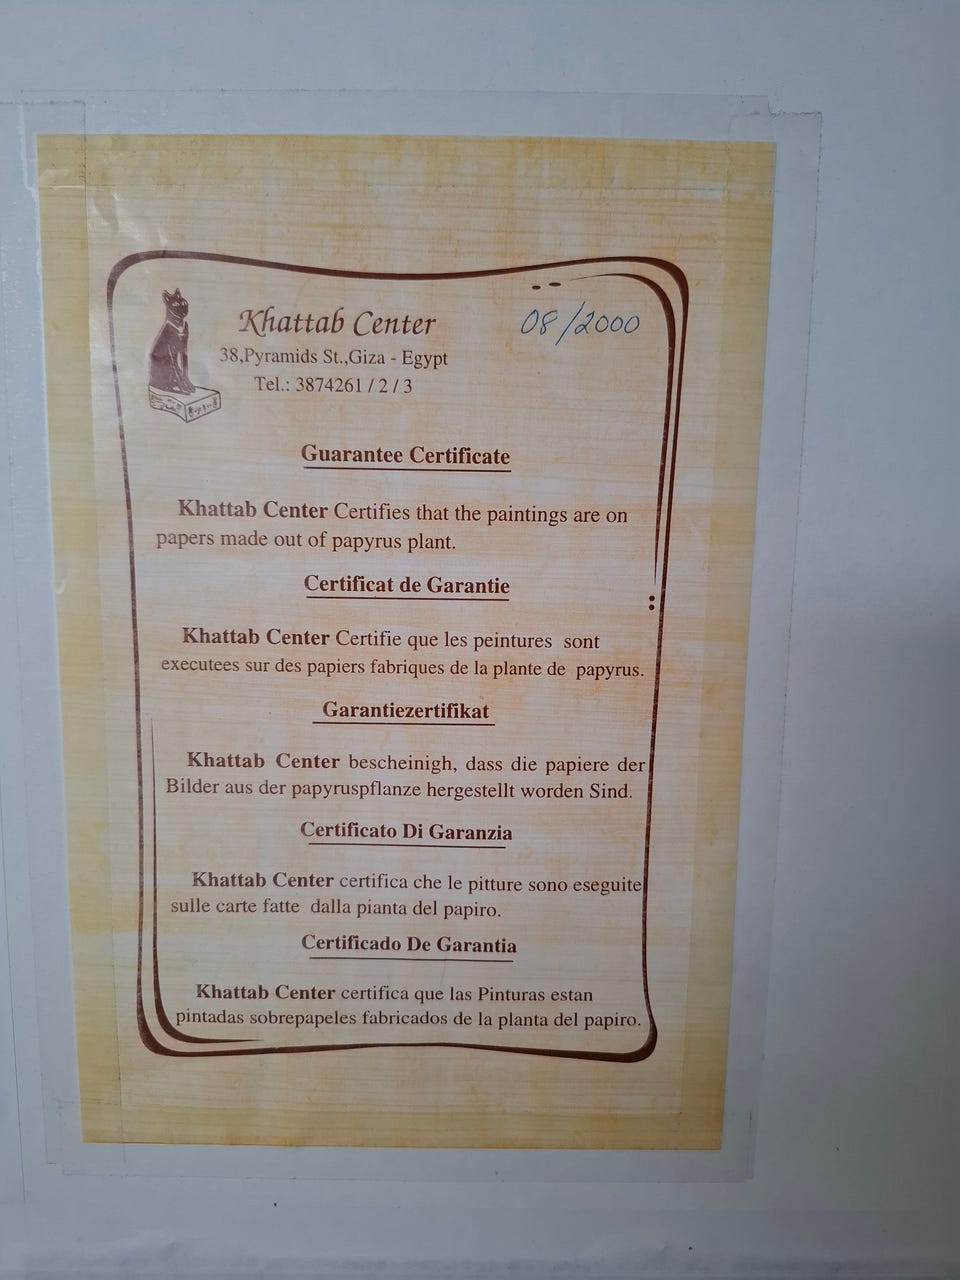 Khattab Center
08/2000
38,Pyramids St.,Giza - Egypt
Tel.: 3874261 / 2 / 3
Guarantee Certificate
Khattab Center Certifies that the paintings are on
papers made out of papyrus plant.
Certificat de Garantie
Khattab Center Certifie que les peintures sont
executees sur des papiers fabriques de la plante de papyrus.
Garantiezertifikat
Khattab Center bescheinigh, dass die papiere der
Bilder aus der papyruspflanze hergestellt worden Sind.
Certificato Di Garanzia
Khattab Center certifica che le pitture sono eseguite
sulle carte fatte dalla pianta del papiro.
Certificado De Garantia
Khattab Center certifica que las Pinturas estan
pintadas sobrepapeles fabricados de la planta del papiro.